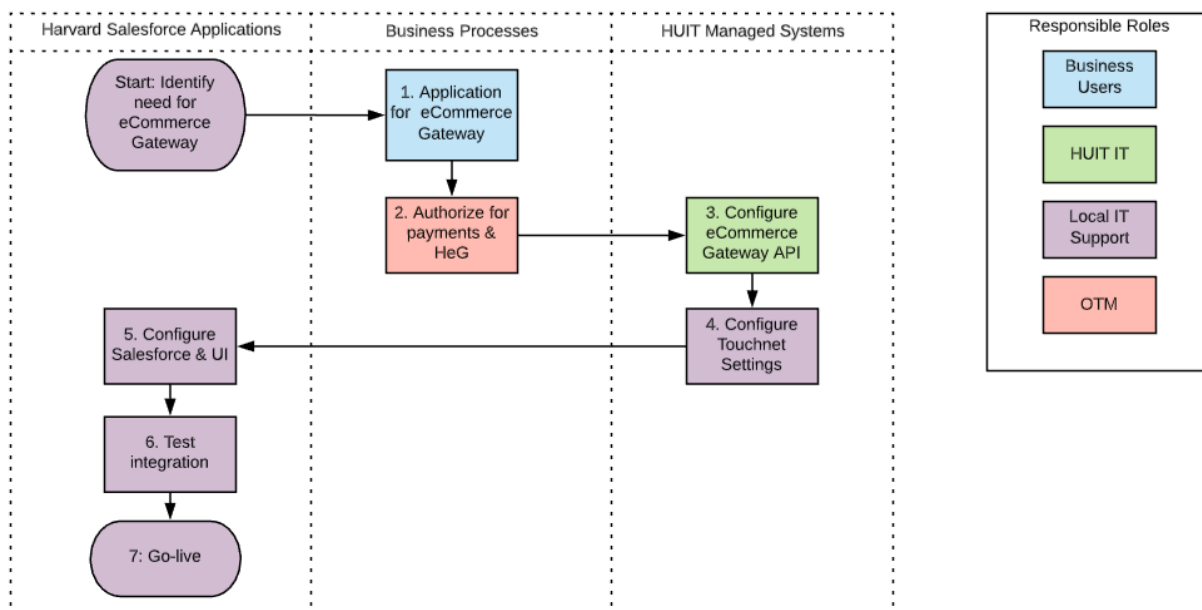 Harvard Salesforce Applications
Business Processes
HUIT Managed Systems
Start: Identify
need for
eCommerce
Gateway
1. Application
for eCommerce
Gateway
2. Authorize for
payments &
HeG
3. Configure
eCommerce
Gateway API
4. Configure
Touchnet
Settings
5. Configure
Salesforce & UI
6. Test
integration
7: Go-live
Responsible Roles
Business
Users
HUIT IT
Local IT
Support
OTM